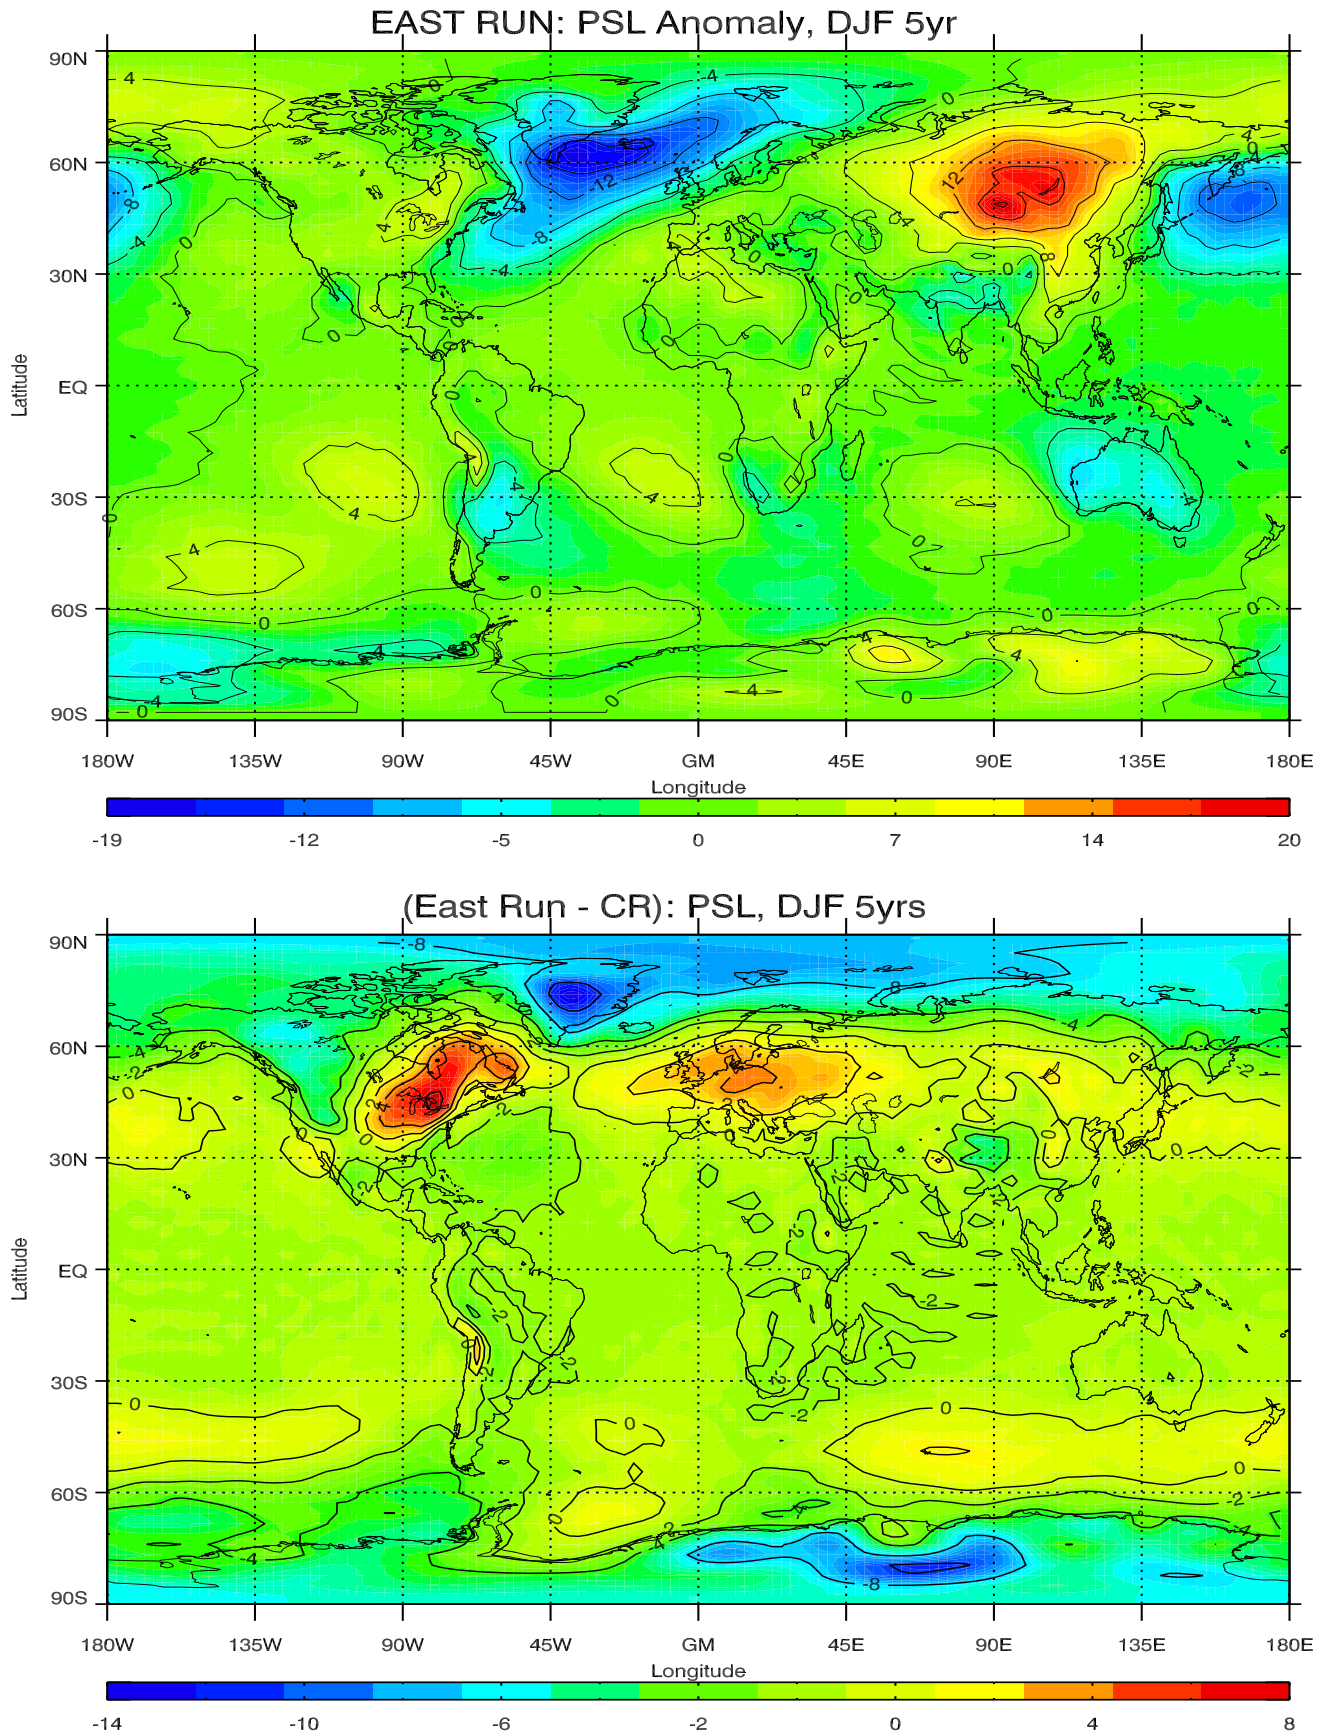 EAST RUN: PSL Anomaly, DJF 5yr
90N
60N
30N
EQ
30S
60S
90S
Latitude
180W 135W 90W 45W GM 45E 90E 135E 180E
Longitude
-19 -12 -5 0 7 14 20
(East Run - CR): PSL, DJF 5yrs
90N
60N
30N
EQ
30S
60S
90S
Latitude
180W 135W 90W 45W GM 45E 90E 135E 180E
Longitude
-14 -10 -6 -2 0 4 8